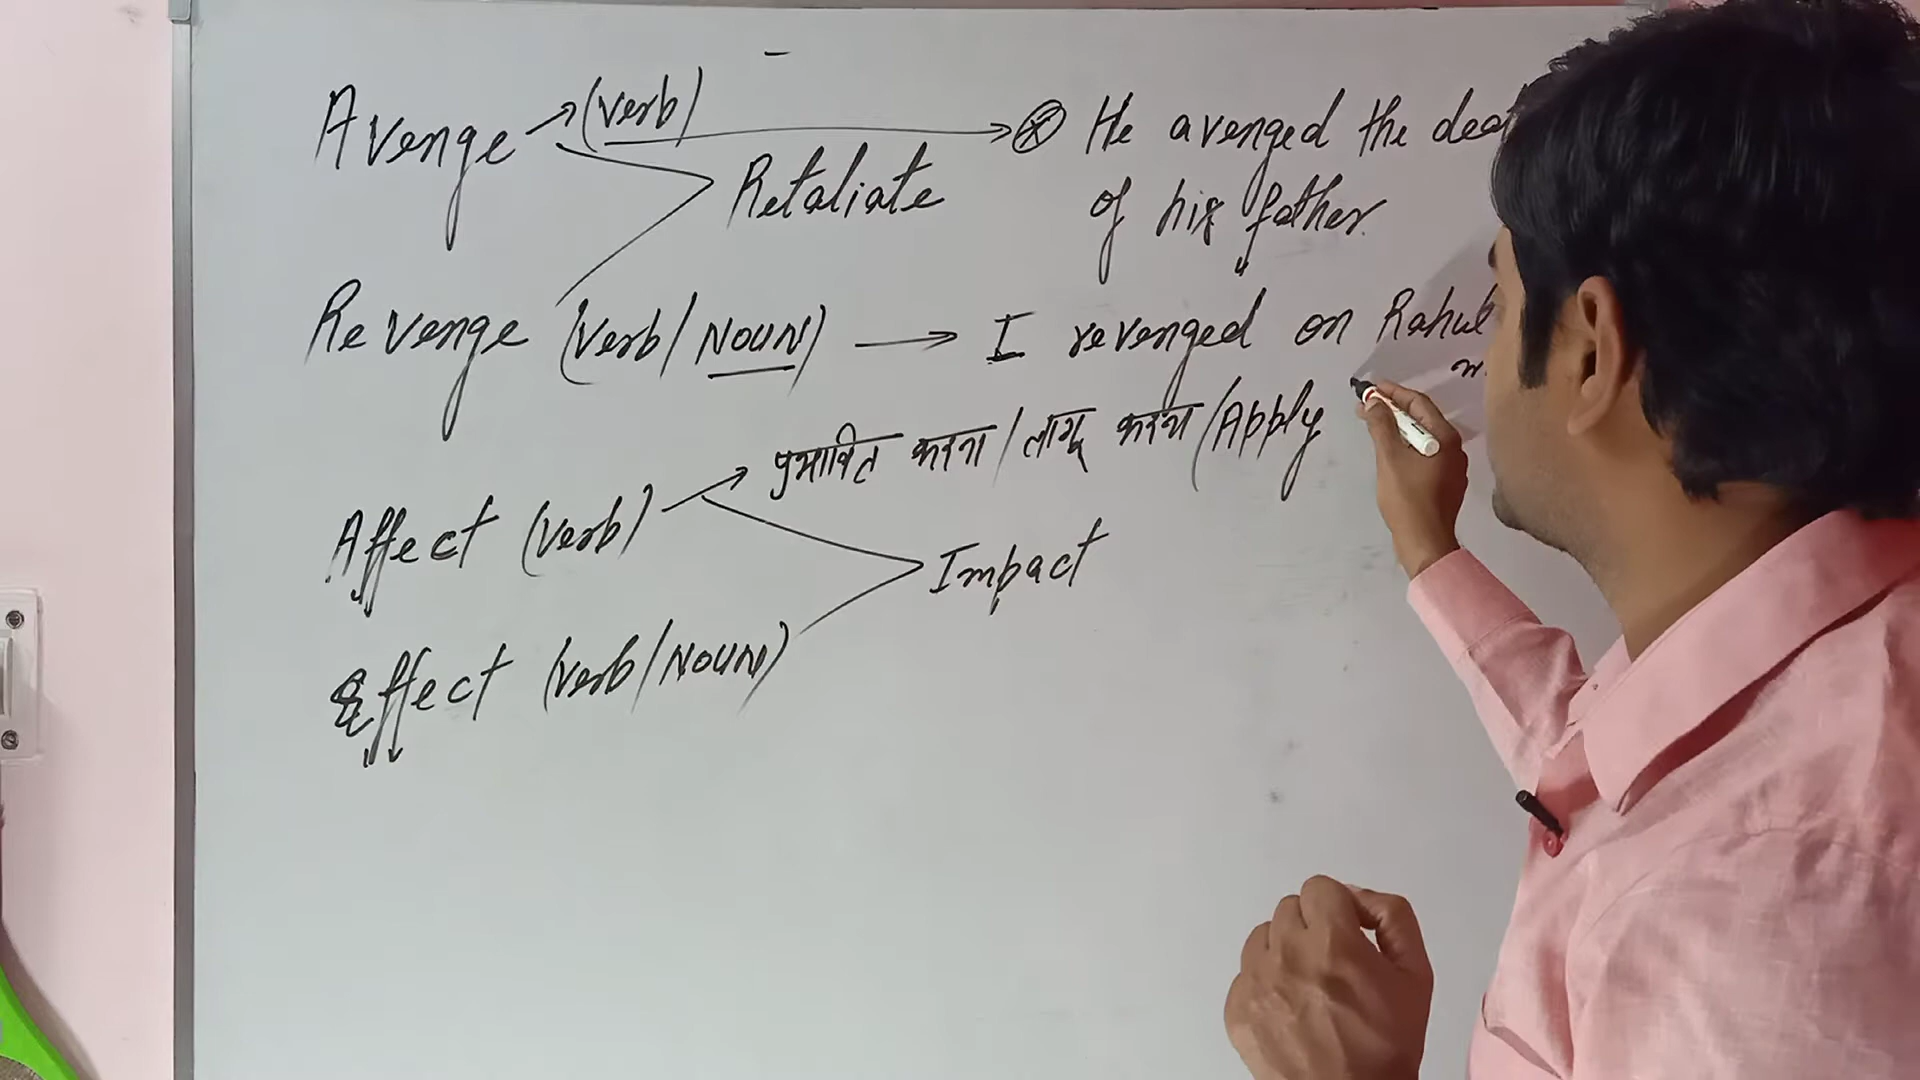 Avenge → (verb) → He avenged the
Retaliate
of his father.
Revenge (verb/NOUN) → I revenged on Rahul
प्रभावित करना/लागू करना/Apply
Affect (verb) →
Impact
Effect (verb/NOUN)